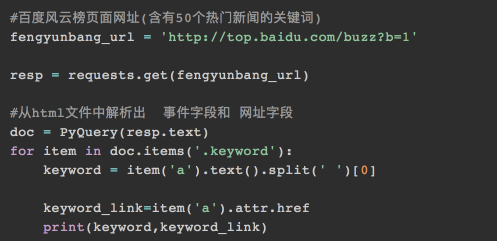 #百度风云榜页面网址(含有50个热门新闻的关键词)
fengyunbang_url = 'http://top.baidu.com/buzz?b=1'
resp = requests.get(fengyunbang_url)
#从html文件中解析出  事件字段和 网址字段
doc = PyQuery(resp.text)
for item in doc.items('.keyword'):
    keyword = item('a').text().split(' ')[0]
    keyword_link=item('a').attr.href
    print(keyword,keyword_link)